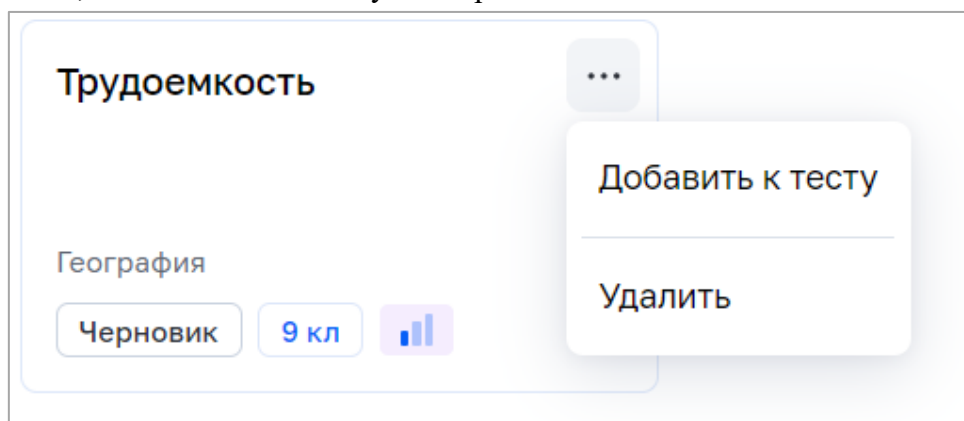 Трудоемкость
...
Добавить к тесту
Удалить
География
Черновик 9 кл